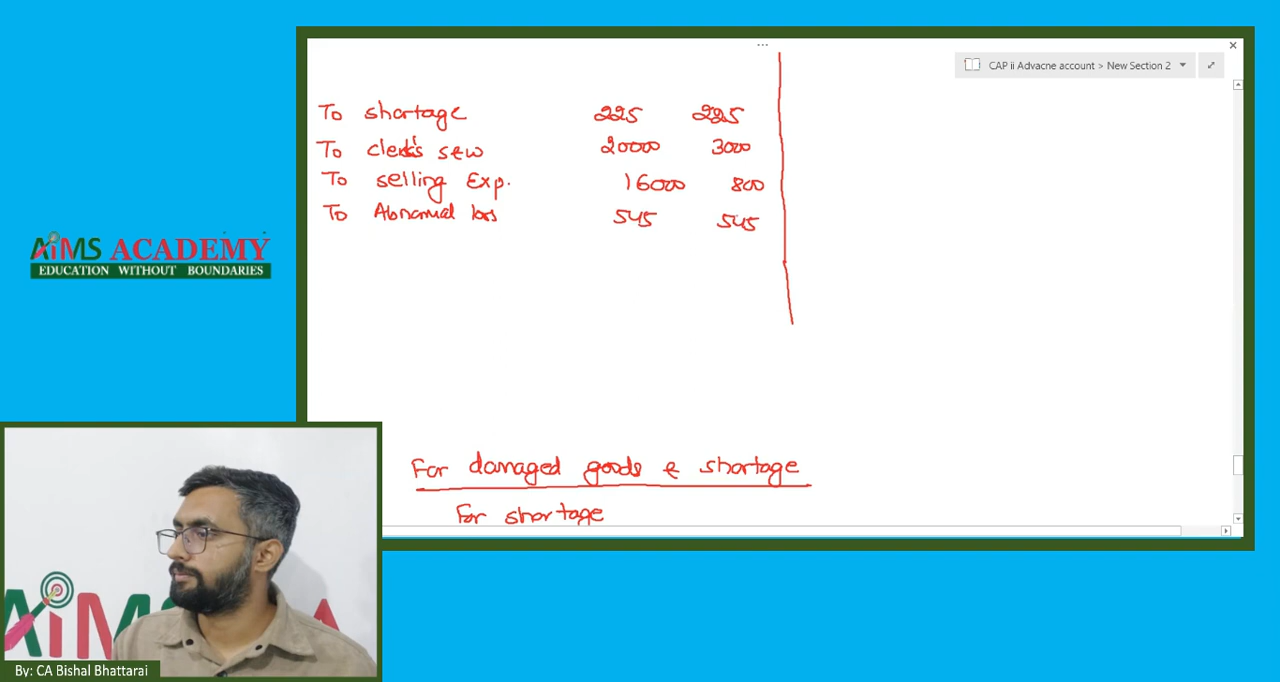 CAP ii Advacne account > New Section 2
To shortage 225 225
To clerk's sew 20000 3000
To selling Exp. 16000 800
To Abnormal loss 545 545
AiMS ACADEMY
EDUCATION WITHOUT BOUNDARIES
For damaged goods & shortage
For shortage
AiMS A
By: CA Bishal Bhattarai